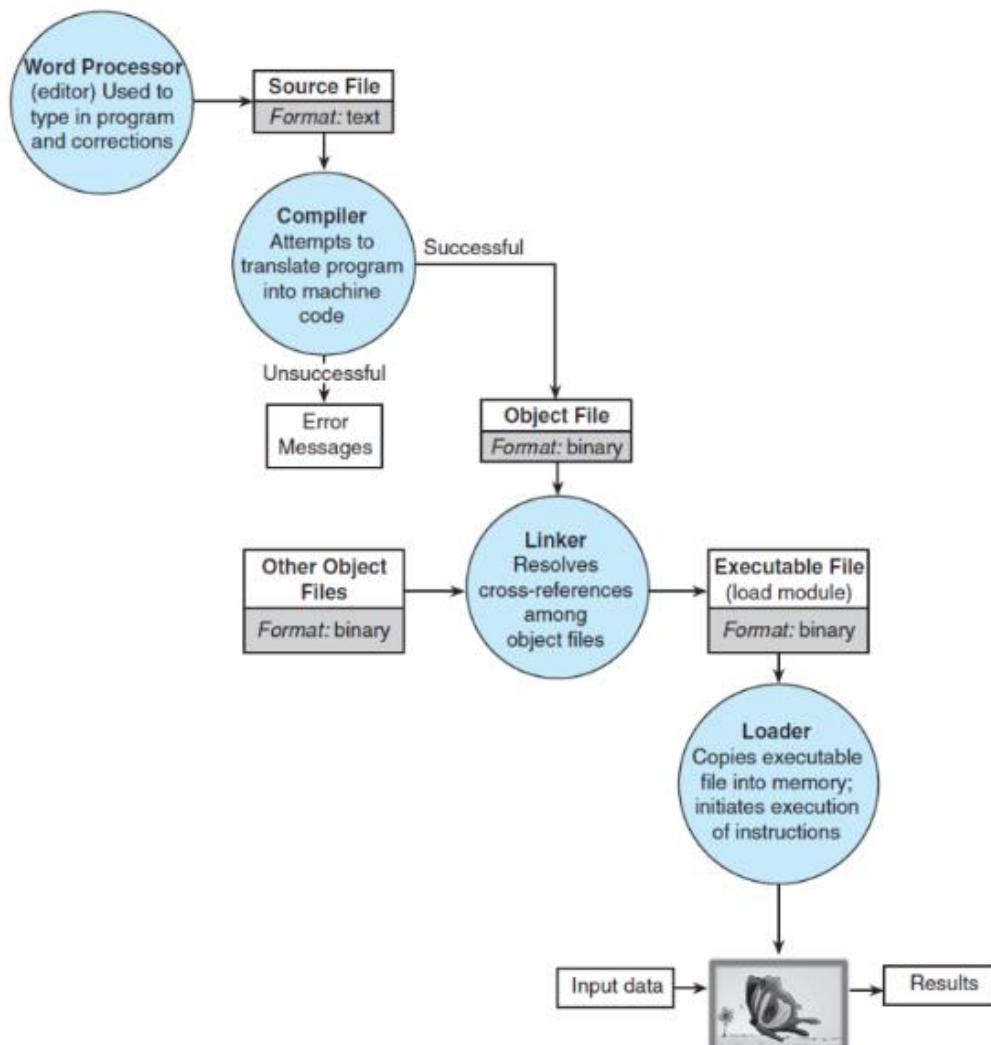 Word Processor
(editor) Used to
type in program
and corrections
Source File
Format: text
Compiler
Attempts to
translate program
into machine
code
Successful
Unsuccessful
Error
Messages
Object File
Format: binary
Other Object
Files
Format: binary
Linker
Resolves
cross-references
among
object files
Executable File
(load module)
Format: binary
Loader
Copies executable
file into memory;
initiates execution
of instructions
Input data
Results